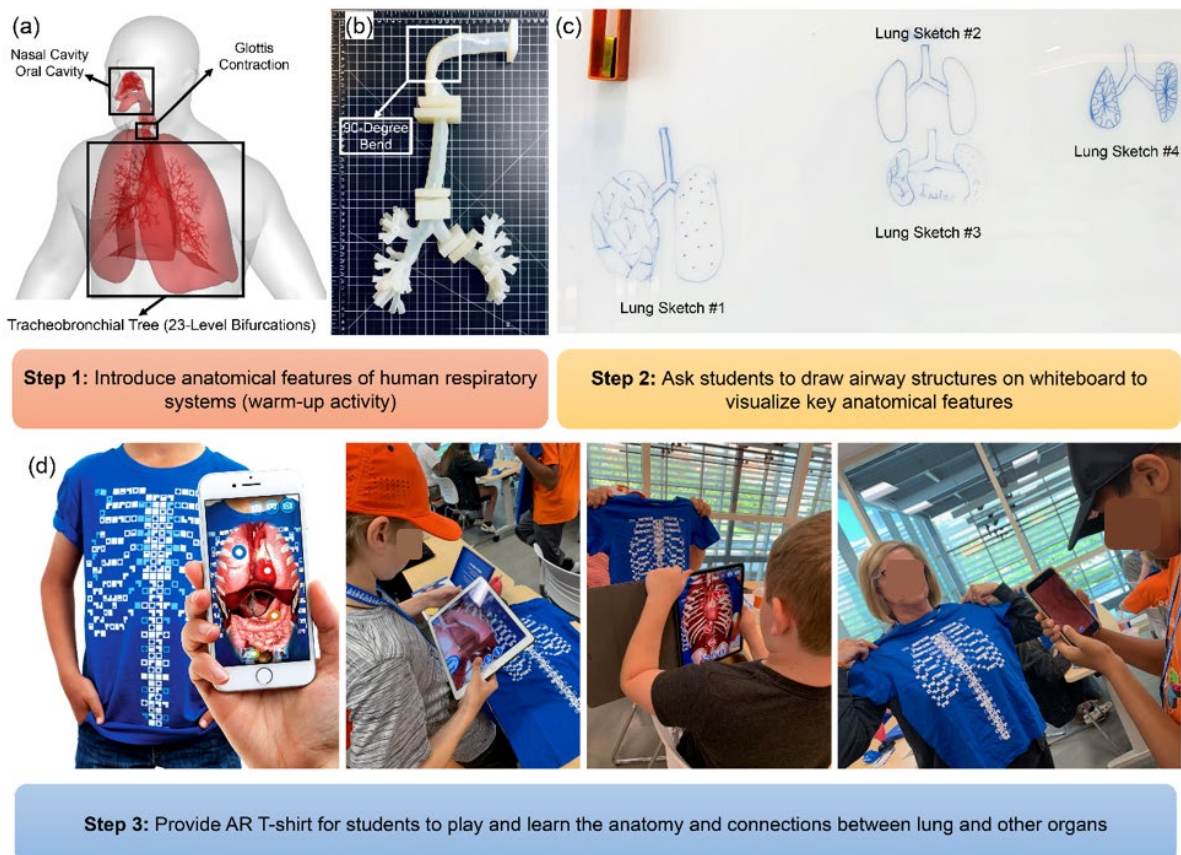 (a)
Nasal Cavity
Oral Cavity
Glottis
Contraction
Tracheobronchial Tree (23-Level Bifurcations)
(b)
90-Degree
Bend
(c)
Lung Sketch #1
Lung Sketch #2
Lung Sketch #3
Lung Sketch #4
Step 1: Introduce anatomical features of human respiratory
systems (warm-up activity)
Step 2: Ask students to draw airway structures on whiteboard to
visualize key anatomical features
(d)
Step 3: Provide AR T-shirt for students to play and learn the anatomy and connections between lung and other organs